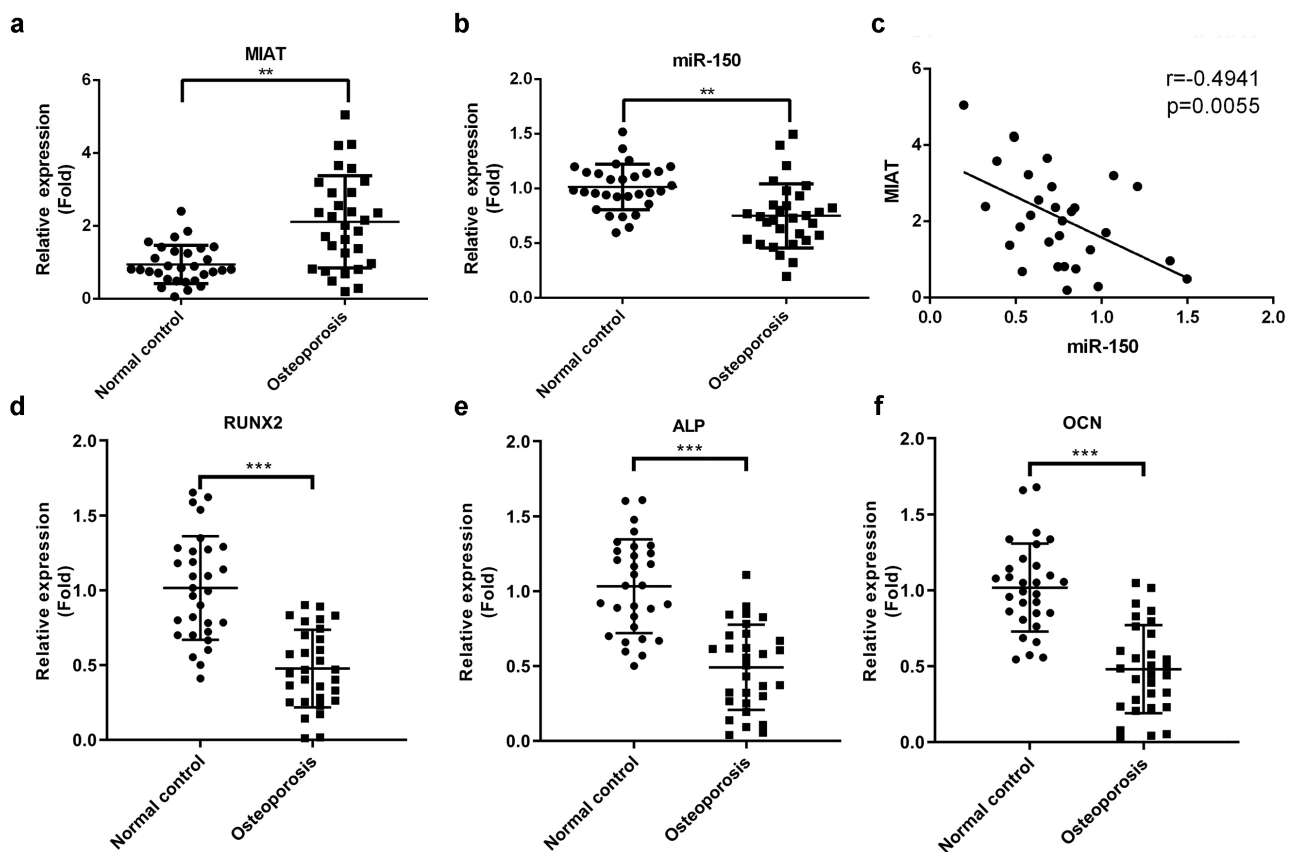 a
MIAT
Relative expression
(Fold)
6
4
2
0
**
Normal control
Osteoporosis
b
miR-150
Relative expression
(Fold)
2.0
1.5
1.0
0.5
0.0
**
Normal control
Osteoporosis
c
r=-0.4941
p=0.0055
MIAT
6
4
2
0
0.0 0.5 1.0 1.5 2.0
miR-150
d
RUNX2
Relative expression
(Fold)
2.0
1.5
1.0
0.5
0.0
***
Normal control
Osteoporosis
e
ALP
Relative expression
(Fold)
2.0
1.5
1.0
0.5
0.0
***
Normal control
Osteoporosis
f
OCN
Relative expression
(Fold)
2.0
1.5
1.0
0.5
0.0
***
Normal control
Osteoporosis